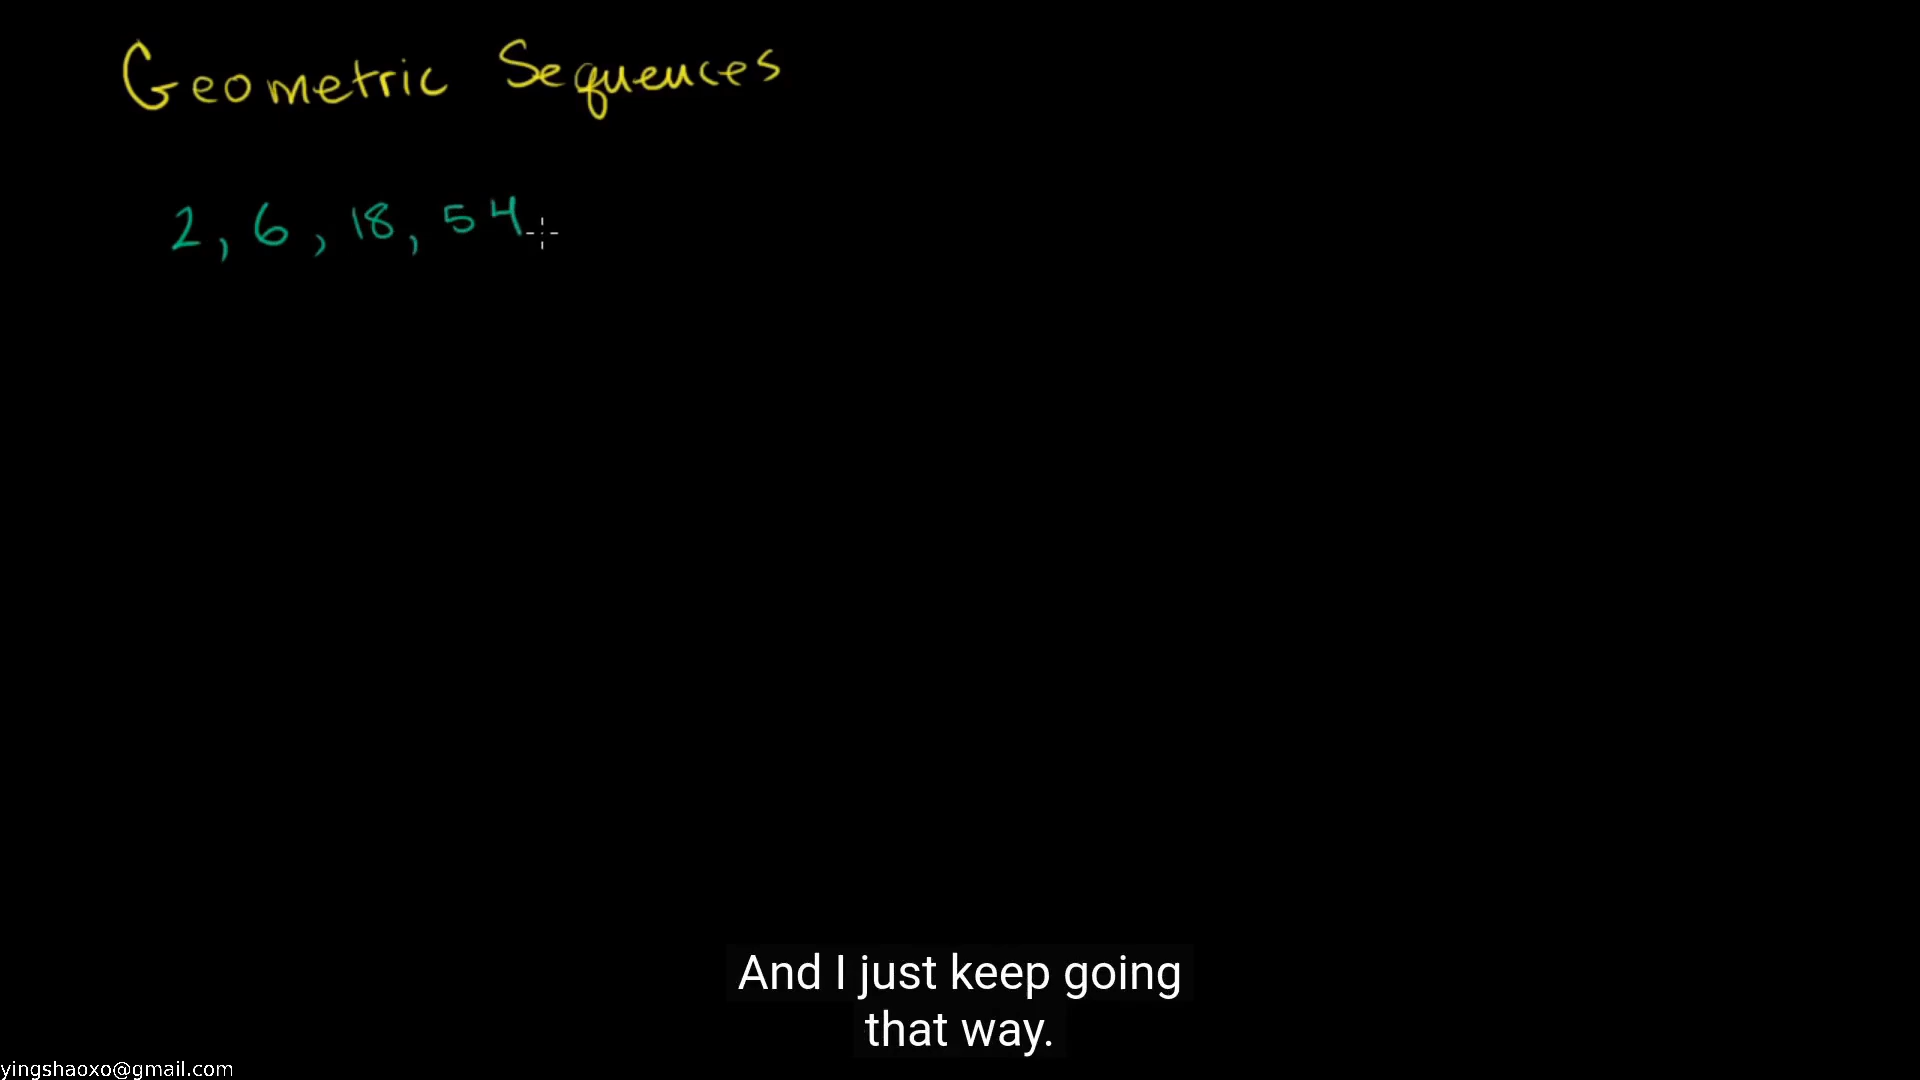 Geometric Sequences
2, 6, 18, 54
And I just keep going
that way.
yingshaoxo@gmail.com